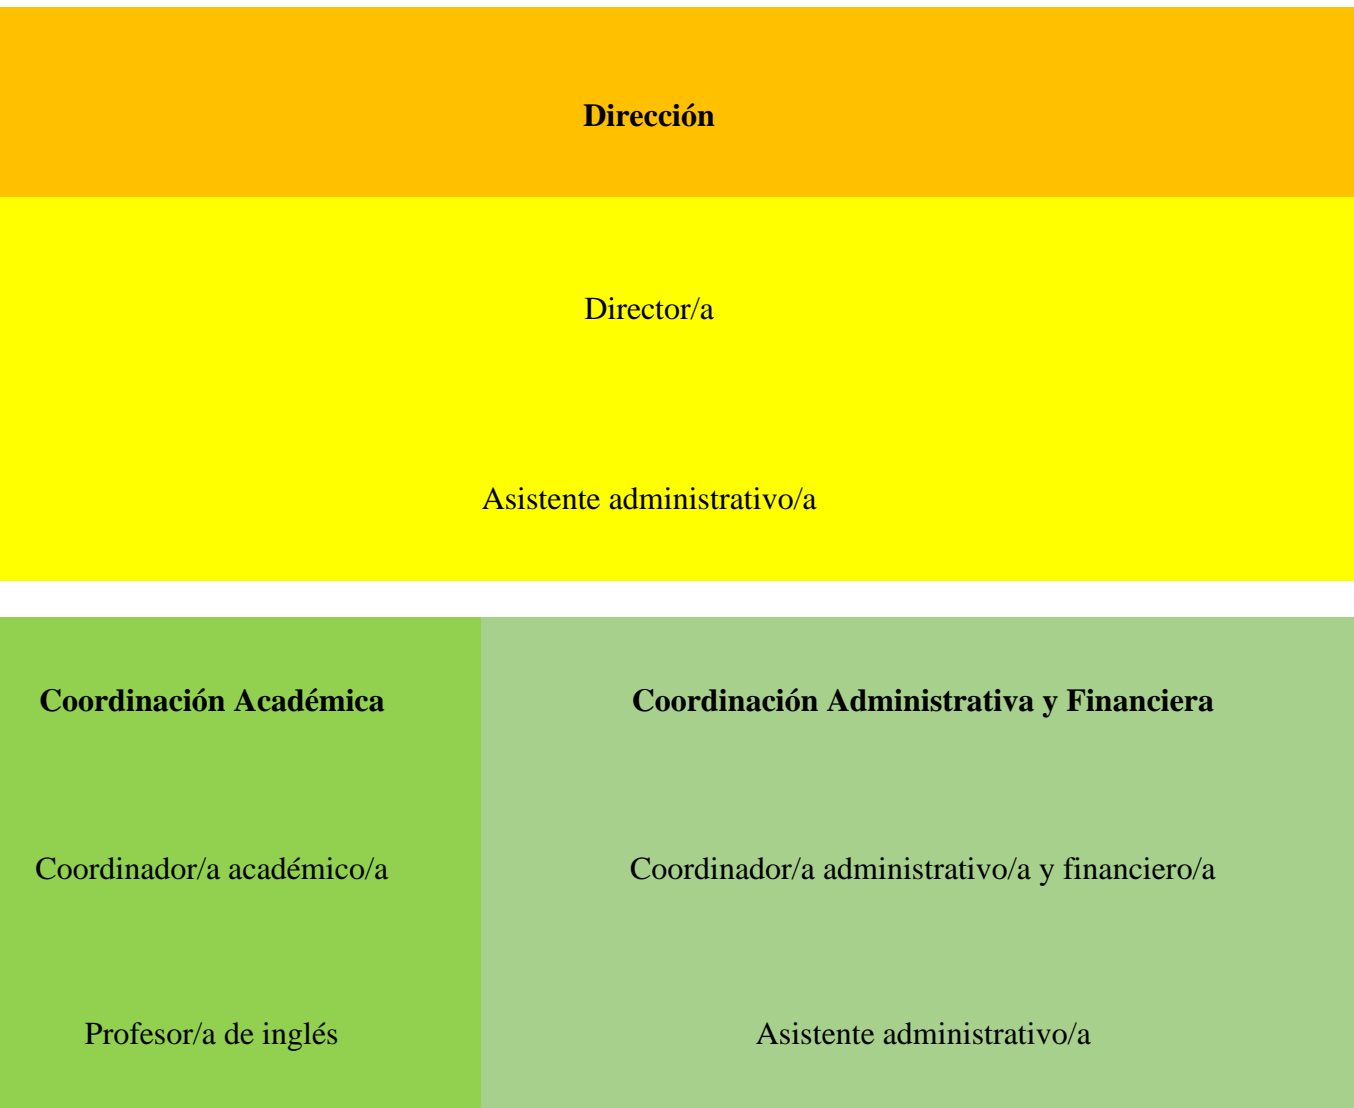 Dirección
Director/a
Asistente administrativo/a
Coordinación Académica
Coordinación Administrativa y Financiera
Coordinador/a académico/a
Coordinador/a administrativo/a y financiero/a
Profesor/a de inglés
Asistente administrativo/a